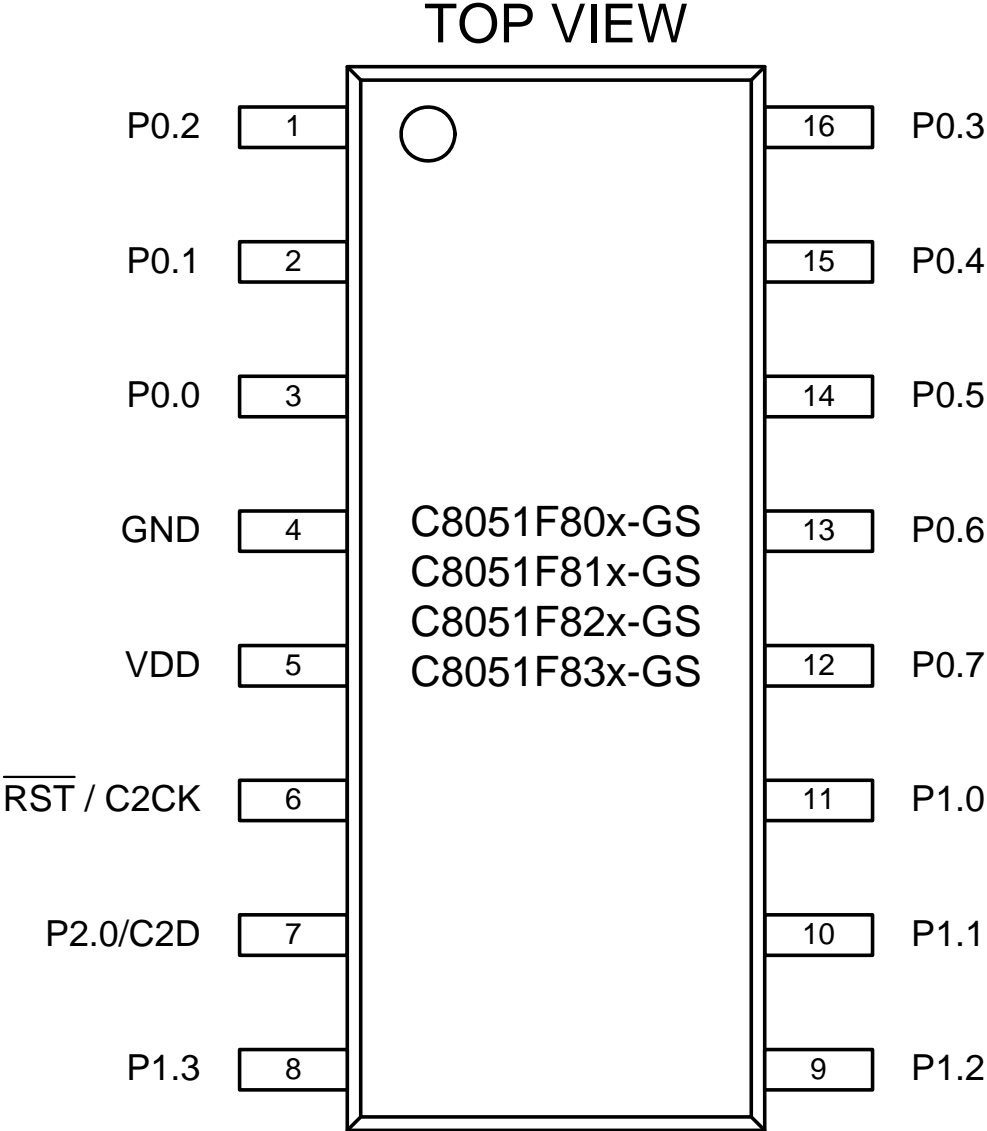 TOP VIEW
P0.2 1 16 P0.3
P0.1 2 15 P0.4
P0.0 3 14 P0.5
GND 4 13 P0.6
C8051F80x-GS
C8051F81x-GS
C8051F82x-GS
C8051F83x-GS
VDD 5 12 P0.7
R̅S̅T̅ / C2CK 6 11 P1.0
P2.0/C2D 7 10 P1.1
P1.3 8 9 P1.2